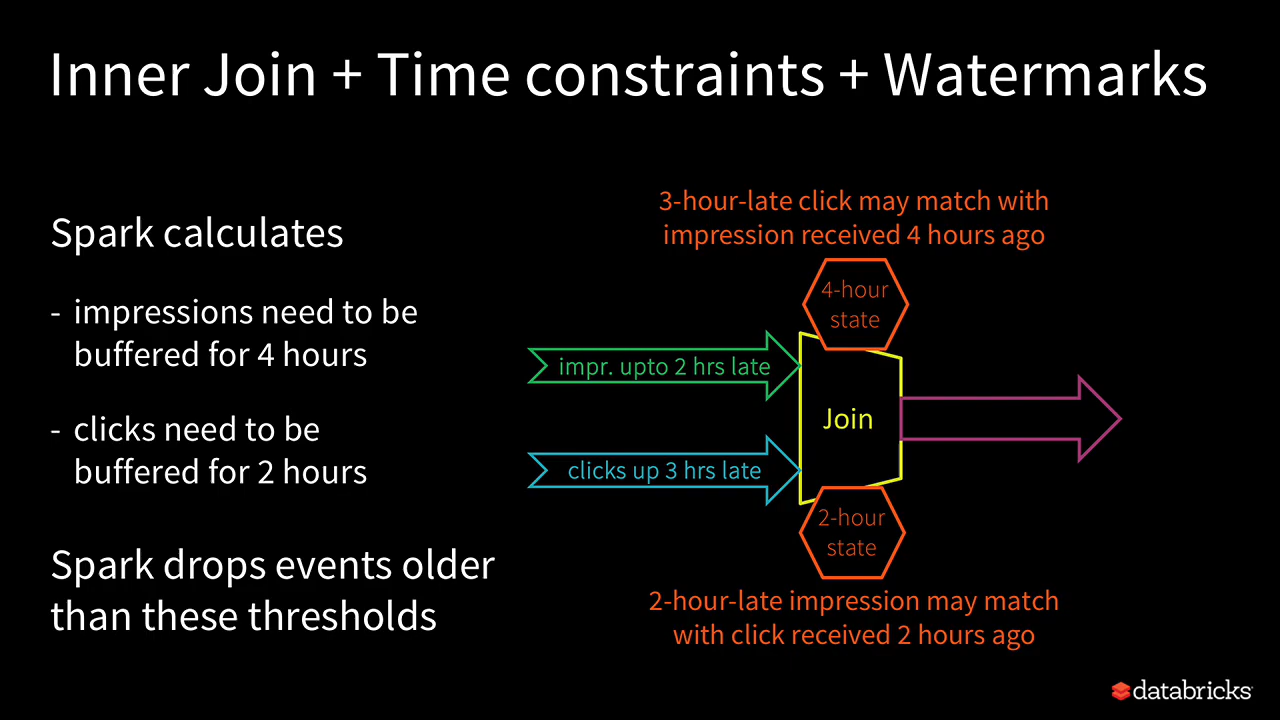 Inner Join + Time constraints + Watermarks
Spark calculates
- impressions need to be
buffered for 4 hours
- clicks need to be
buffered for 2 hours
Spark drops events older
than these thresholds
3-hour-late click may match with
impression received 4 hours ago
4-hour
state
impr. upto 2 hrs late
Join
clicks up 3 hrs late
2-hour
state
2-hour-late impression may match
with click received 2 hours ago
databricks